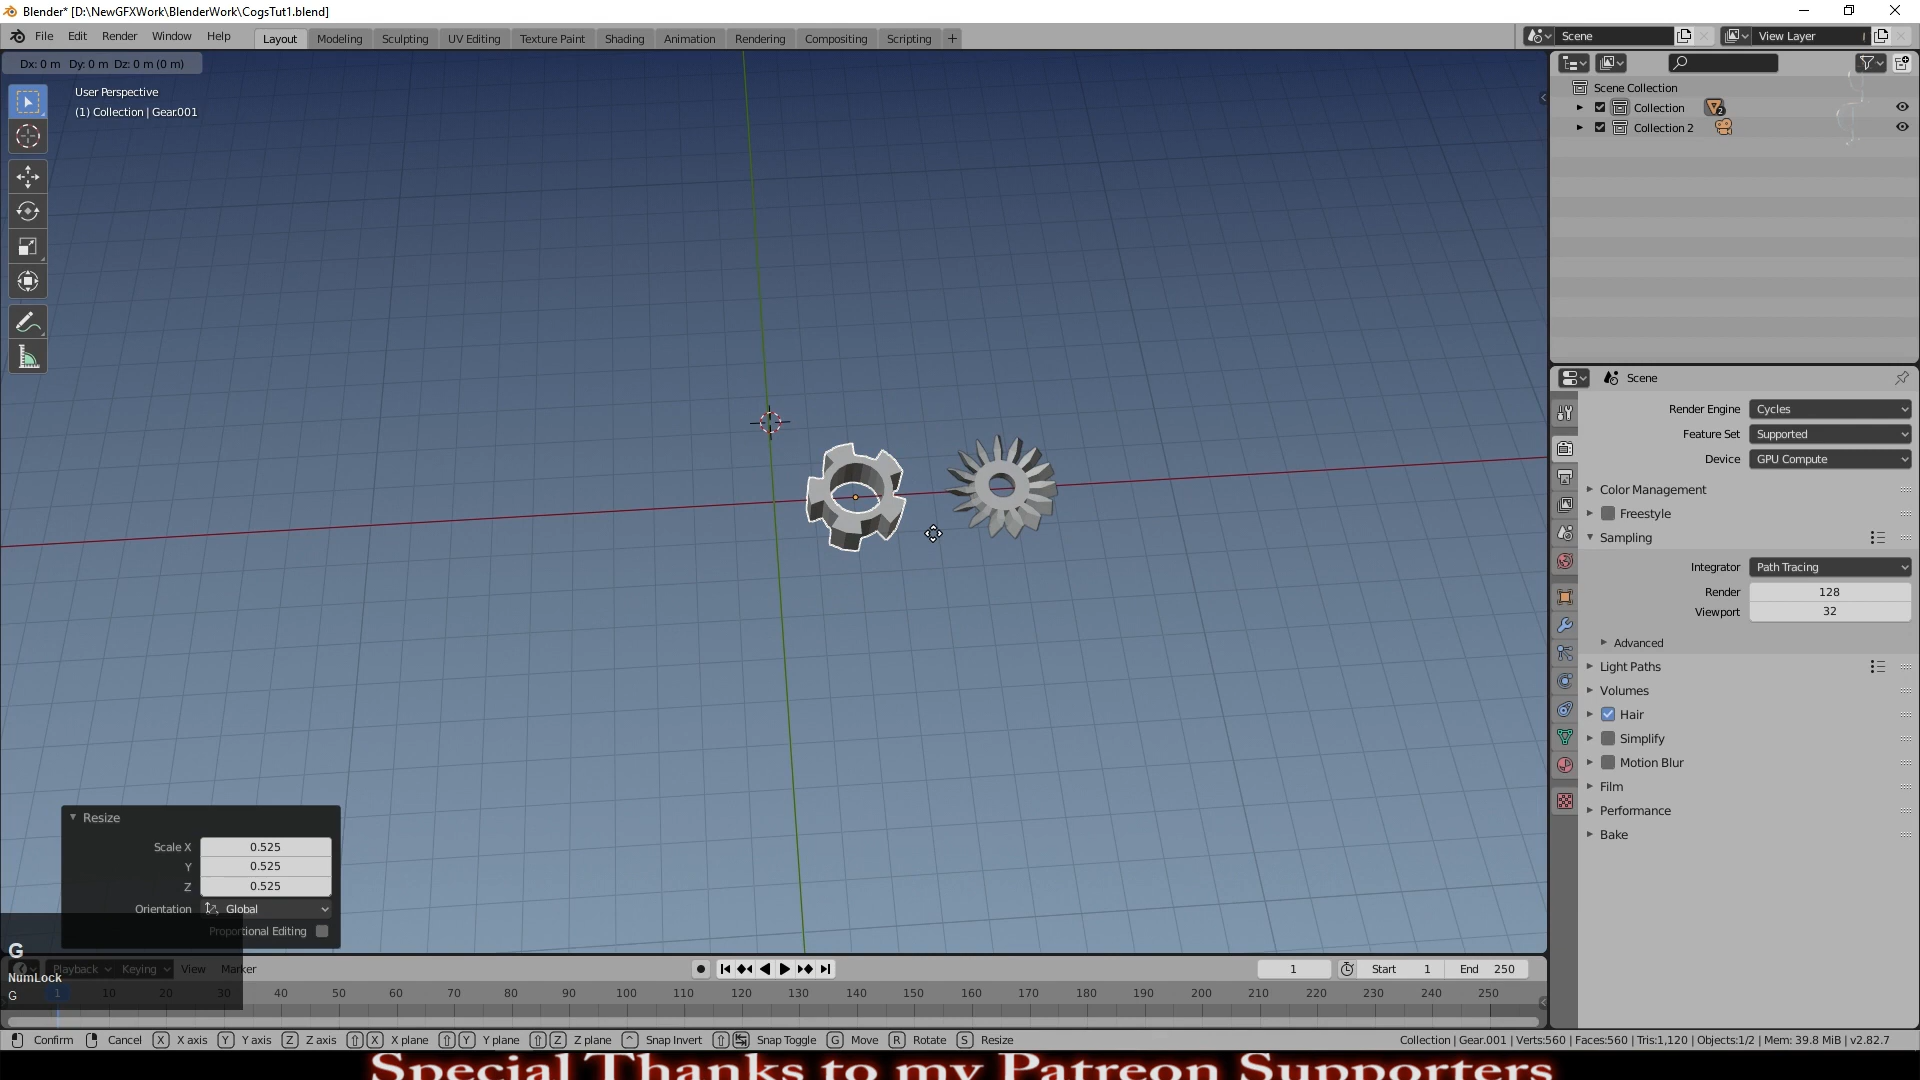 Blender* [D:\NewGFXWork\BlenderWork\CogsTut1.blend]
File Edit Render Window Help Layout Modeling Sculpting UV Editing Texture Paint Shading Animation Rendering Compositing Scripting + Scene View Layer
Dx: 0 m Dy: 0 m Dz: 0 m (0 m)
User Perspective
(1) Collection | Gear.001
Scene Collection
Collection 2
Collection 2
Scene
Render Engine Cycles
Feature Set Supported
Device GPU Compute
Color Management
Freestyle
Sampling
Integrator Path Tracing
Render 128
Viewport 32
Advanced
Light Paths
Volumes
Hair
Simplify
Motion Blur
Film
Performance
Bake
Resize
Scale X 0.525
Y 0.525
Z 0.525
Orientation Global
Proportional Editing
G
NumLock
G
Playback Keying View Marker 1 Start 1 End 250
1 10 20 30 40 50 60 70 80 90 100 110 120 130 140 150 160 170 180 190 200 210 220 230 240 250
Confirm Cancel X X axis Y Y axis Z Z axis X X plane Y Y plane Z Z plane ^ Snap Invert Snap Toggle G Move R Rotate S Resize Collection | Gear.001 | Verts:560 | Faces:560 | Tris:1,120 | Objects:1/2 | Mem: 39.8 MiB | v2.82.7
Special Thanks to my Patreon Supporters